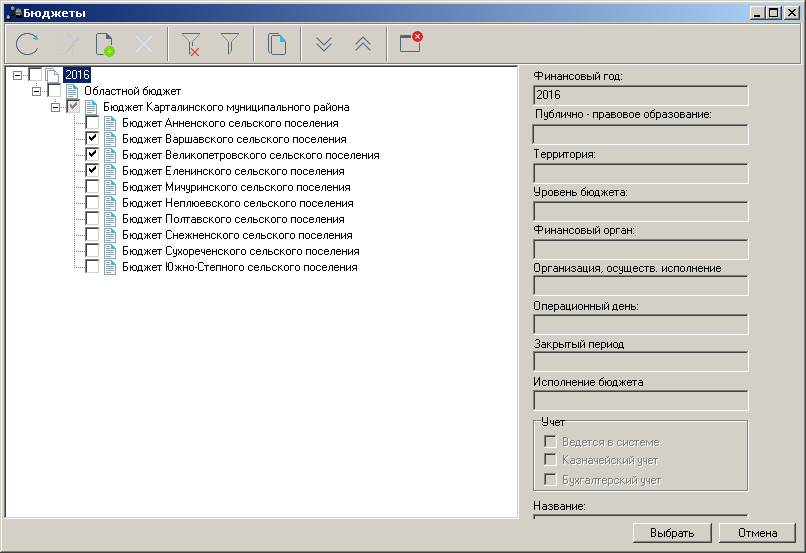 Бюджеты
2016
Областной бюджет
Бюджет Карталинского муниципального района
Бюджет Анненского сельского поселения
Бюджет Варшавского сельского поселения
Бюджет Великопетровского сельского поселения
Бюджет Еленинского сельского поселения
Бюджет Мичуринского сельского поселения
Бюджет Неплюевского сельского поселения
Бюджет Полтавского сельского поселения
Бюджет Снежненского сельского поселения
Бюджет Сухореченского сельского поселения
Бюджет Южно-Степного сельского поселения
Финансовый год:
2016
Публично - правовое образование:
Территория:
Уровень бюджета:
Финансовый орган:
Организация, осуществ. исполнение
Операционный день:
Закрытый период
Исполнение бюджета
Учет
Ведется в системе
Казначейский учет
Бухгалтерский учет
Название:
Выбрать
Отмена